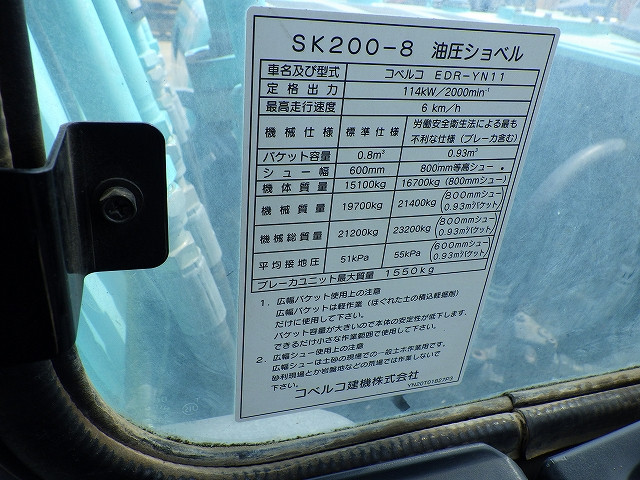 SK200-8 油圧ショベル
車名及び型式 コベルコ EDR-YN11
定格出力 114kW/2000min⁻¹
最高走行速度 6 km/h
機械仕様 標準仕様 労働安全衛生法による最も
不利な仕様(ブレーカ含む)
バケット容量 0.8m³ 0.93m³
シュー幅 600mm 800mm等高シュー
機体質量 15100kg 16700kg (800mmシュー)
機械質量 19700kg 21400kg (800mmシュー
0.93m³バケット)
機械総質量 21200kg 23200kg (800mmシュー
0.93m³バケット)
平均接地圧 51kPa 55kPa (600mmシュー
0.93m³バケット)
ブレーカユニット最大質量 1550kg
1. 広幅バケット使用上の注意
広幅バケットは軽作業(ほぐれた土の積込軽掘削)
だけに使用して下さい。
バケット容量が大きいので本体の安定性が低下します。
できるだけ小さな作業範囲で使用して下さい。
2. 広幅シュー使用上の注意
広幅シューは土砂の現場での一般土木作業用です。
砂利現場とか岩盤地などの荒場では作業しないで
下さい。
コベルコ建機株式会社
YN20T01827P3